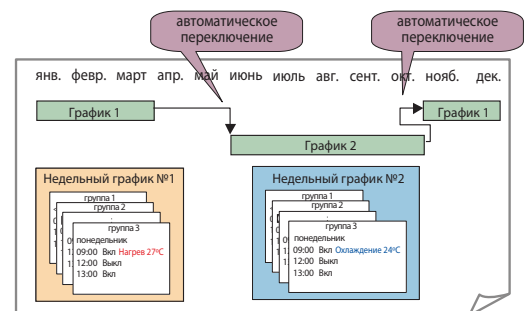 автоматическое
переключение
автоматическое
переключение
янв. февр. март апр. май июнь июль авг. сент. окт. нояб. дек.
График 1
График 1
График 2
Недельный график №1
группа 1
группа 2
группа 3
понедельник
09:00 Вкл Нагрев 27ºC
12:00 Выкл
13:00 Вкл
Недельный график №2
группа 1
группа 2
группа 3
понедельник
09:00 Вкл Охлаждение 24ºC
12:00 Выкл
13:00 Вкл